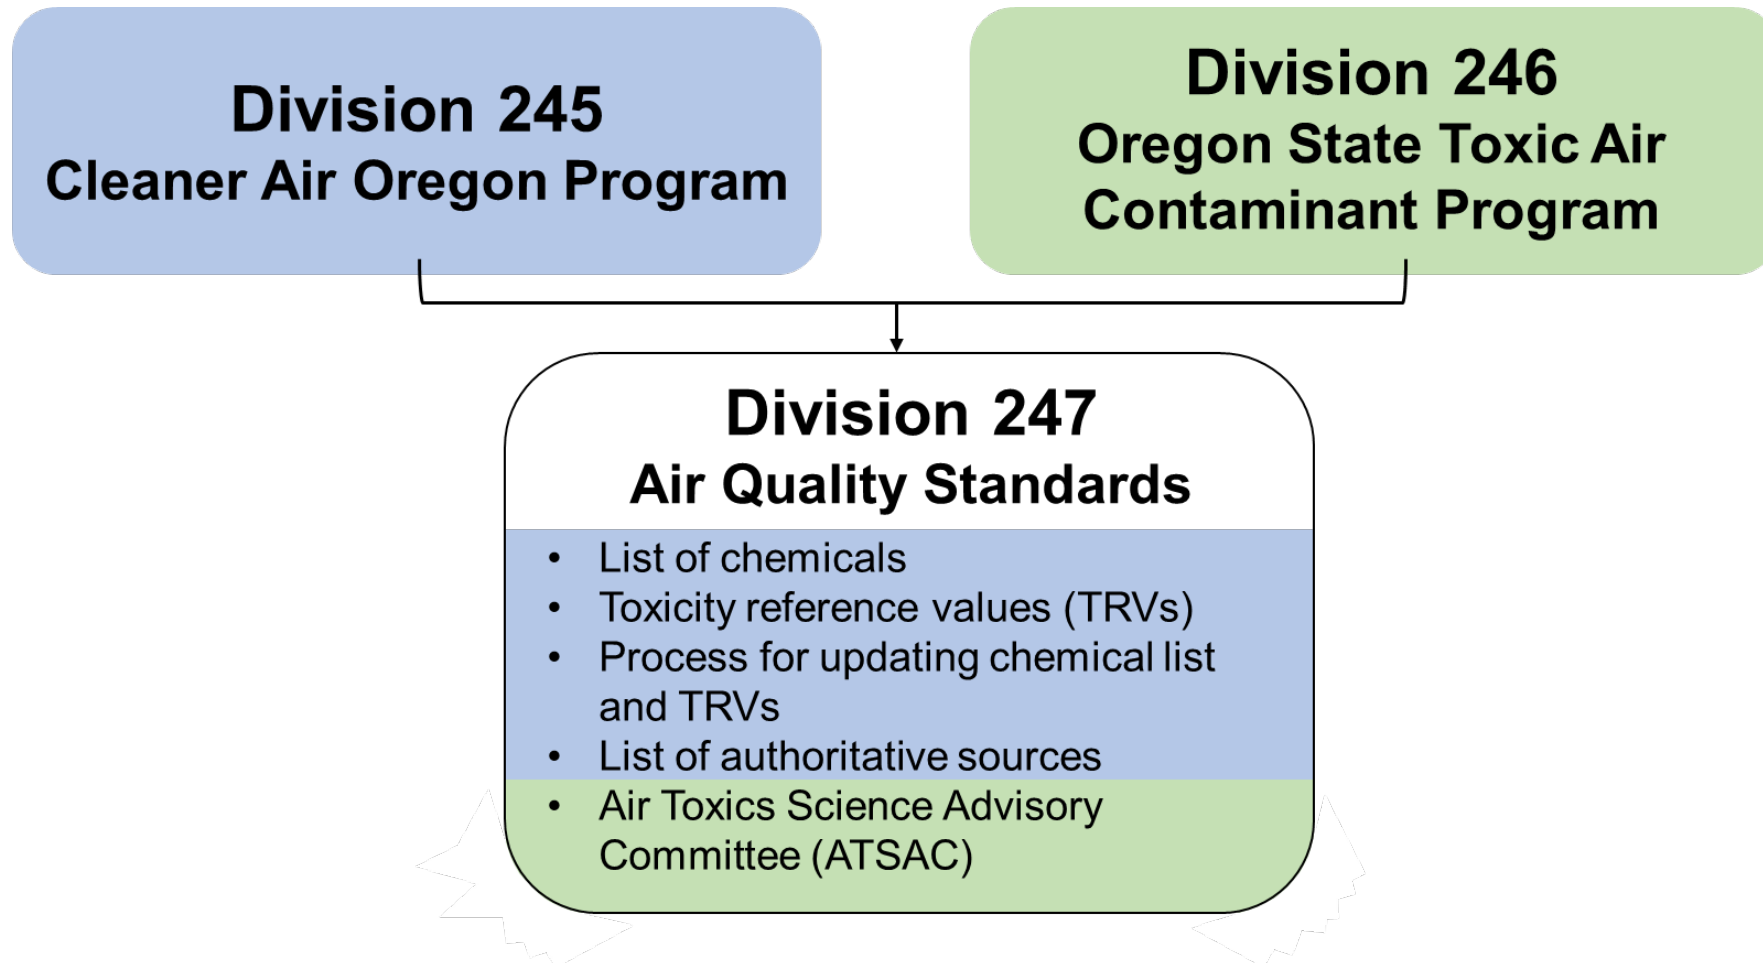 Division 245
Cleaner Air Oregon Program
Division 246
Oregon State Toxic Air
Contaminant Program
Division 247
Air Quality Standards
• List of chemicals
• Toxicity reference values (TRVs)
• Process for updating chemical list
and TRVs
• List of authoritative sources
• Air Toxics Science Advisory
Committee (ATSAC)